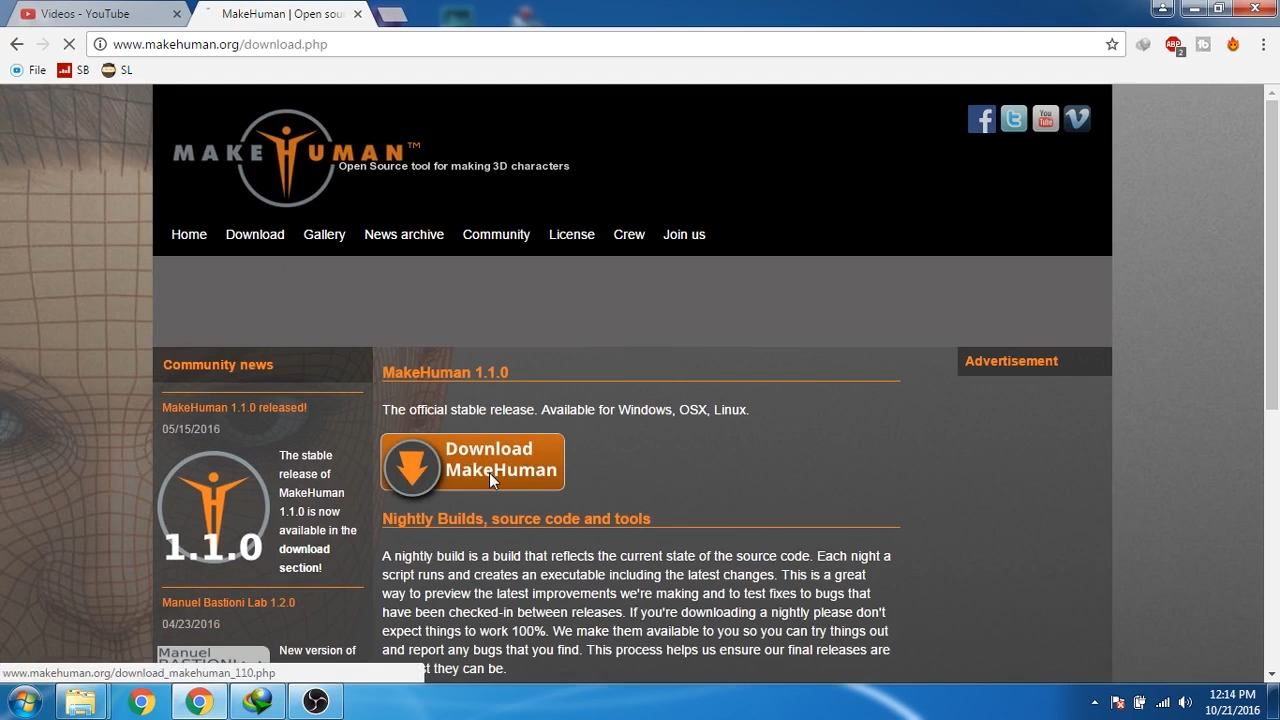 Videos - YouTube
MakeHuman | Open sou
www.makehuman.org/download.php
ABP
2
File
SB
SL
MAKEHUMAN™
Open Source tool for making 3D characters
f
t
You
Tube
V
Home
Download
Gallery
News archive
Community
License
Crew
Join us
Community news
MakeHuman 1.1.0 released!
05/15/2016
The stable
release of
MakeHuman
1.1.0 is now
available in the
download
section!
1.1.0
Manuel Bastioni Lab 1.2.0
04/23/2016
Manuel
New version of
MakeHuman 1.1.0
The official stable release. Available for Windows, OSX, Linux.
Download
MakeHuman
Nightly Builds, source code and tools
A nightly build is a build that reflects the current state of the source code. Each night a
script runs and creates an executable including the latest changes. This is a great
way to preview the latest improvements we're making and to test fixes to bugs that
have been checked-in between releases. If you're downloading a nightly please don't
expect things to work 100%. We make them available to you so you can try things out
and report any bugs that you find. This process helps us ensure our final releases are
they can be.
Advertisement
www.makehuman.org/download_makehuman_110.php
12:14 PM
10/21/2016